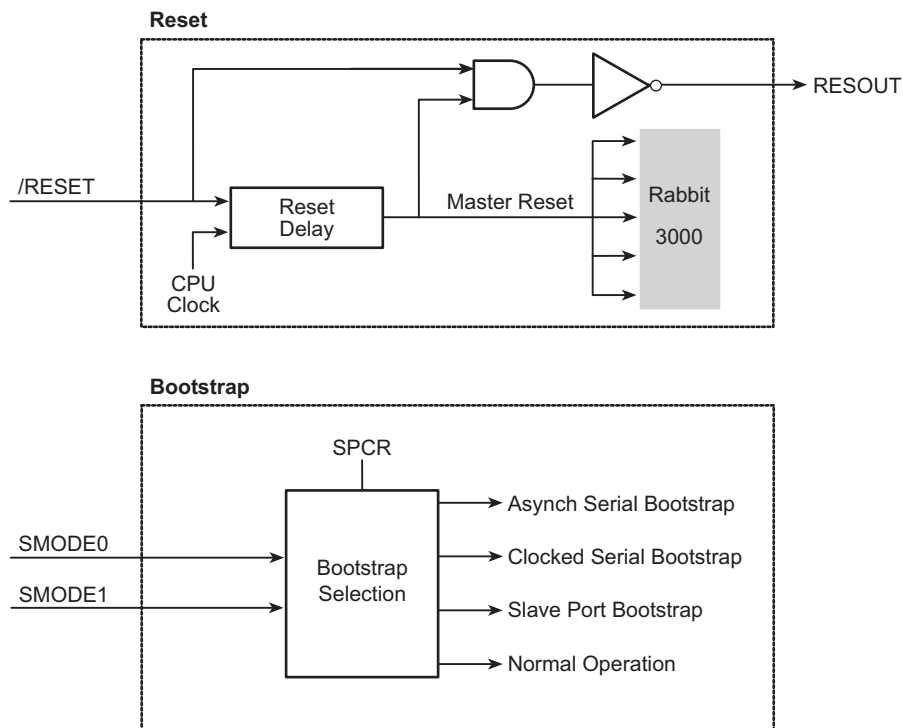 Reset
RESOUT
/RESET
Reset
Delay
Master Reset
Rabbit
3000
CPU
Clock
Bootstrap
SPCR
Asynch Serial Bootstrap
SMODE0
Clocked Serial Bootstrap
Bootstrap
Selection
SMODE1
Slave Port Bootstrap
Normal Operation